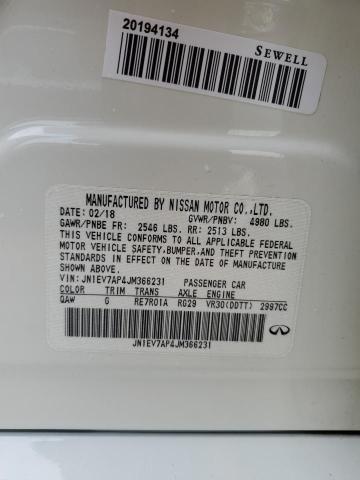 20194134
SEWELL
MANUFACTURED BY NISSAN MOTOR CO.,LTD.
DATE: 02/18 GVWR/PNBV: 4980 LBS.
GAWR/PNBE FR: 2546 LBS. RR: 2513 LBS.
THIS VEHICLE CONFORMS TO ALL APPLICABLE FEDERAL
MOTOR VEHICLE SAFETY,BUMPER,AND THEFT PREVENTION
STANDARDS IN EFFECT ON THE DATE OF MANUFACTURE
SHOWN ABOVE.
VIN: JN1EV7AP4JM366231 PASSENGER CAR
COLOR TRIM TRANS AXLE ENGINE
QAW G RE7R01A RG29 VR30(DDTT) 2997CC
JN1EV7AP4JM366231